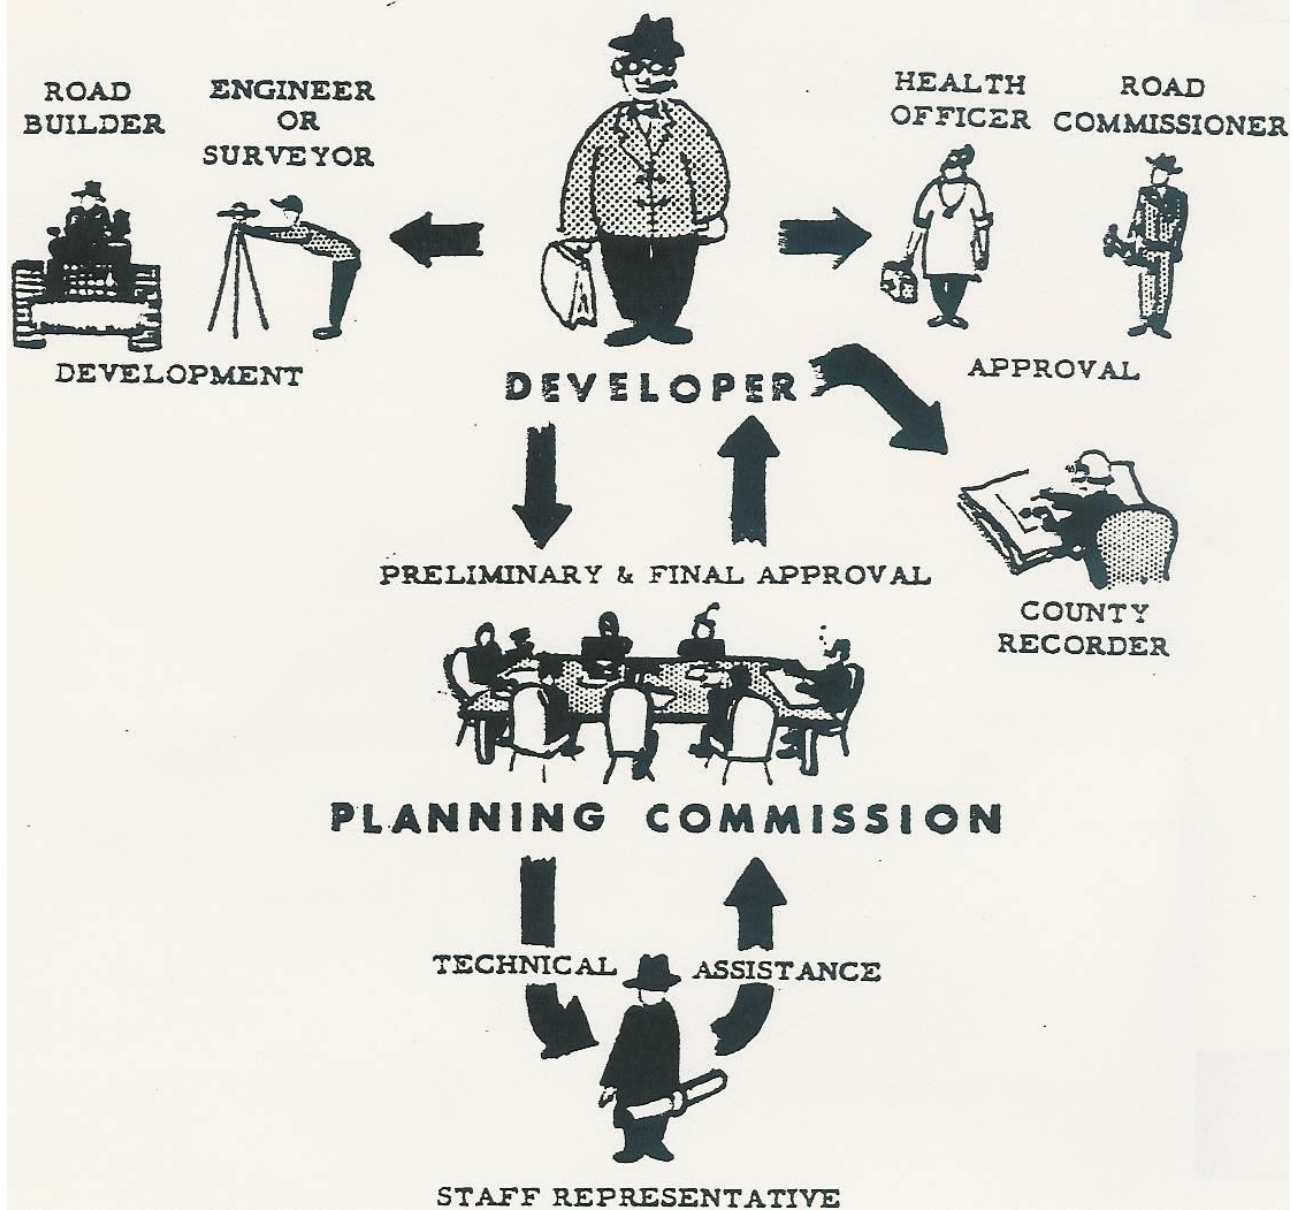 ROAD
BUILDER
ENGINEER
OR
SURVEYOR
HEALTH
OFFICER
ROAD
COMMISSIONER
DEVELOPMENT
DEVELOPER
APPROVAL
PRELIMINARY & FINAL APPROVAL
COUNTY
RECORDER
PLANNING COMMISSION
TECHNICAL ASSISTANCE
STAFF REPRESENTATIVE